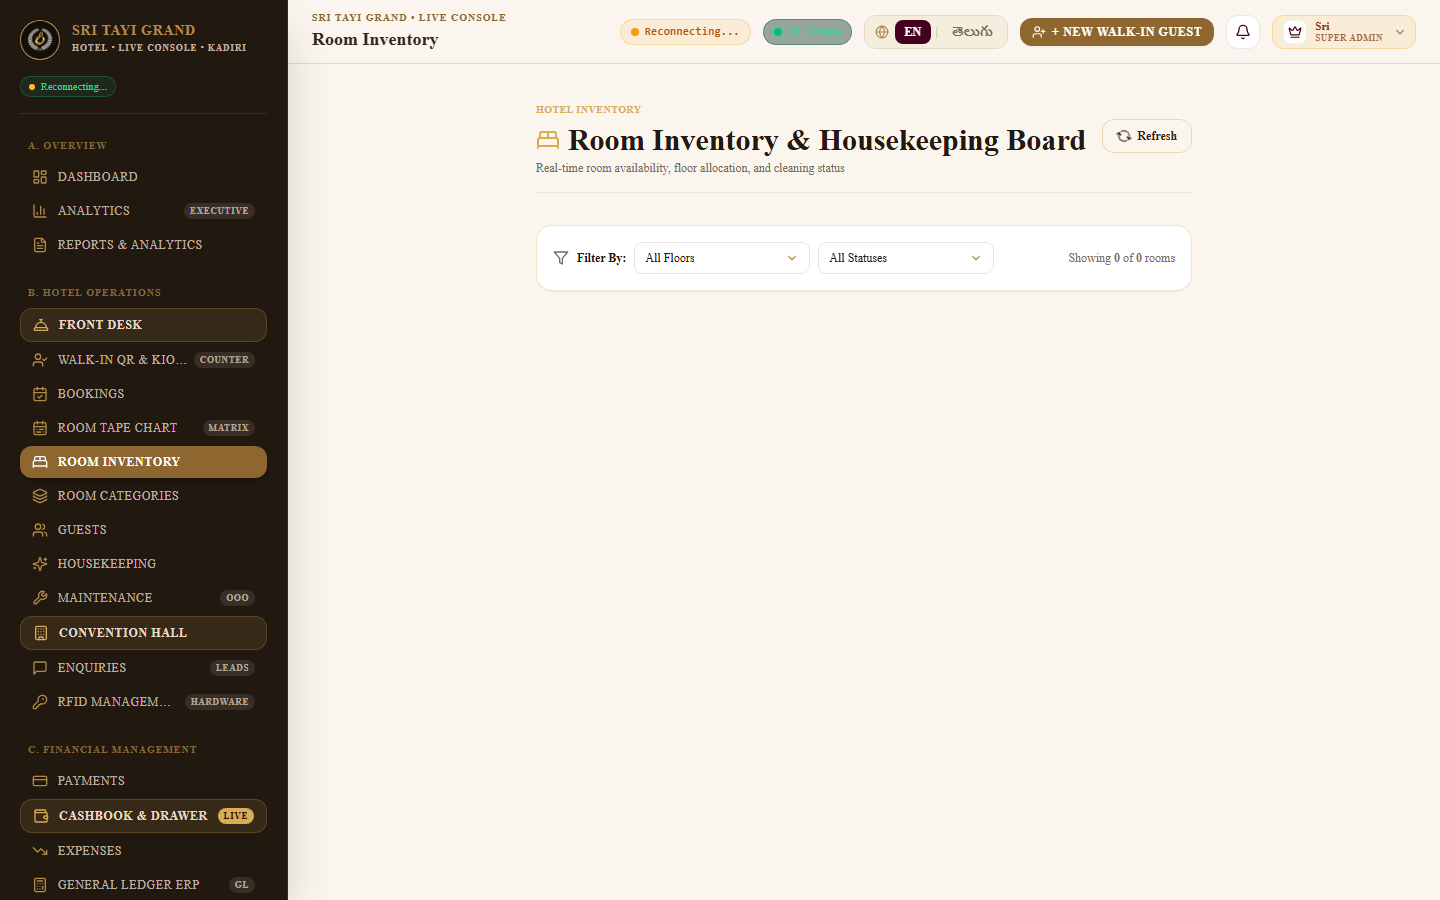 SRI TAYI GRAND
HOTEL • LIVE CONSOLE • KADIRI
Reconnecting...
A. OVERVIEW
DASHBOARD
ANALYTICS EXECUTIVE
REPORTS & ANALYTICS
B. HOTEL OPERATIONS
FRONT DESK
WALK-IN QR & KIO... COUNTER
BOOKINGS
ROOM TAPE CHART MATRIX
ROOM INVENTORY
ROOM CATEGORIES
GUESTS
HOUSEKEEPING
MAINTENANCE OOO
CONVENTION HALL
ENQUIRIES LEADS
RFID MANAGEM... HARDWARE
C. FINANCIAL MANAGEMENT
PAYMENTS
CASHBOOK & DRAWER LIVE
EXPENSES
GENERAL LEDGER ERP GL
SRI TAYI GRAND • LIVE CONSOLE
Room Inventory
Reconnecting...
EN తెలుగు
+ NEW WALK-IN GUEST
Sri
SUPER ADMIN
HOTEL INVENTORY
Room Inventory & Housekeeping Board
Real-time room availability, floor allocation, and cleaning status
Refresh
Filter By: All Floors All Statuses Showing 0 of 0 rooms